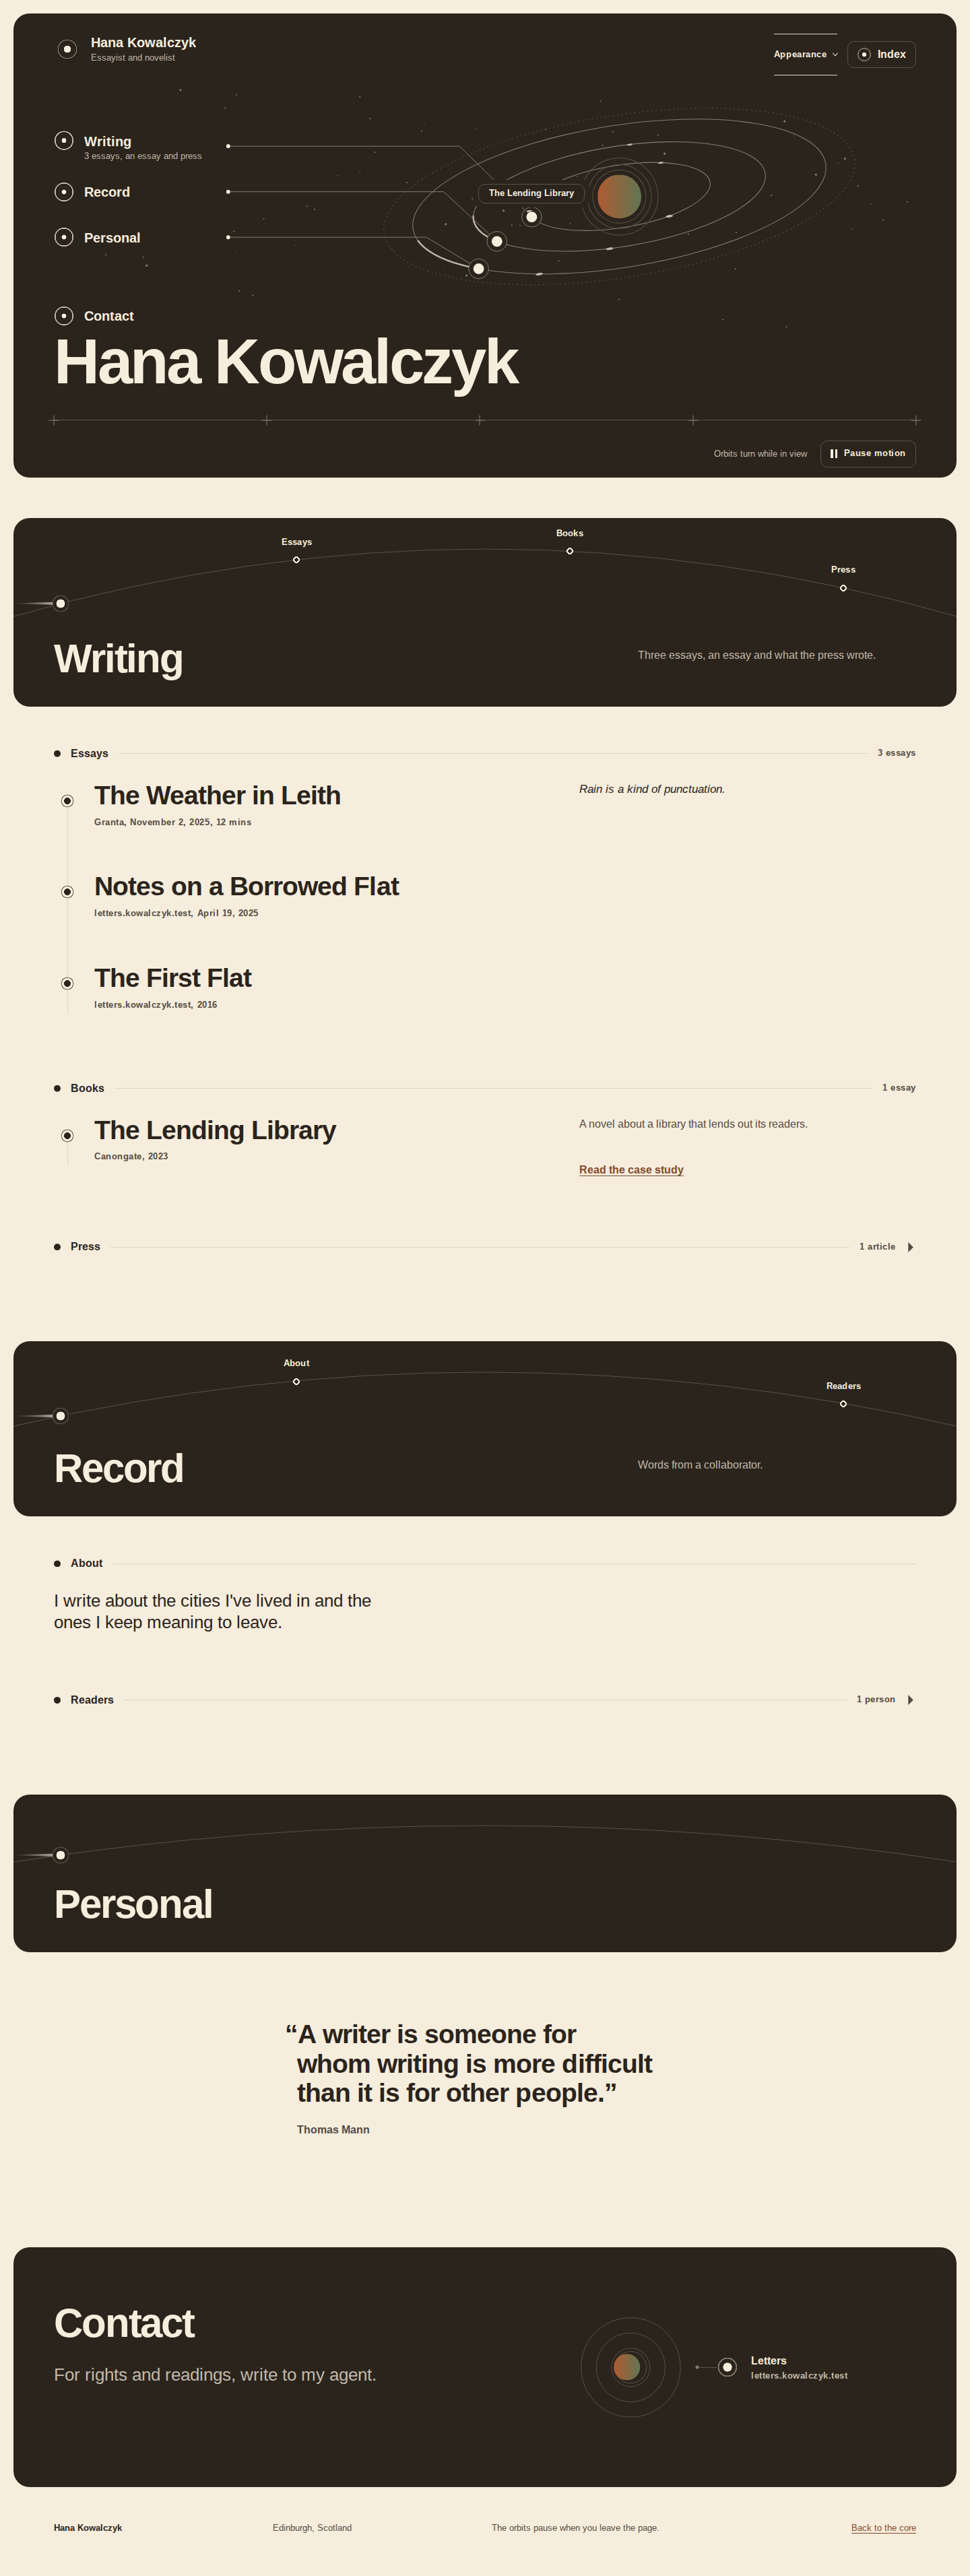 Hana Kowalczyk
Essayist and novelist
Appearance
Index
Writing
3 essays, an essay and press
Record
Personal
The Lending Library
Contact
Hana Kowalczyk
Orbits turn while in view
Pause motion
Essays
Books
Press
Writing
Three essays, an essay and what the press wrote.
Essays
3 essays
The Weather in Leith
Granta, November 2, 2025, 12 mins
Rain is a kind of punctuation.
Notes on a Borrowed Flat
letters.kowalczyk.test, April 19, 2025
The First Flat
letters.kowalczyk.test, 2016
Books
1 essay
The Lending Library
Canongate, 2023
A novel about a library that lends out its readers.
Read the case study
Press
1 article
About
Readers
Record
Words from a collaborator.
About
I write about the cities I've lived in and the
ones I keep meaning to leave.
Readers
1 person
Personal
“A writer is someone for
whom writing is more difficult
than it is for other people.”
Thomas Mann
Contact
For rights and readings, write to my agent.
Letters
letters.kowalczyk.test
Hana Kowalczyk
Edinburgh, Scotland
The orbits pause when you leave the page.
Back to the core